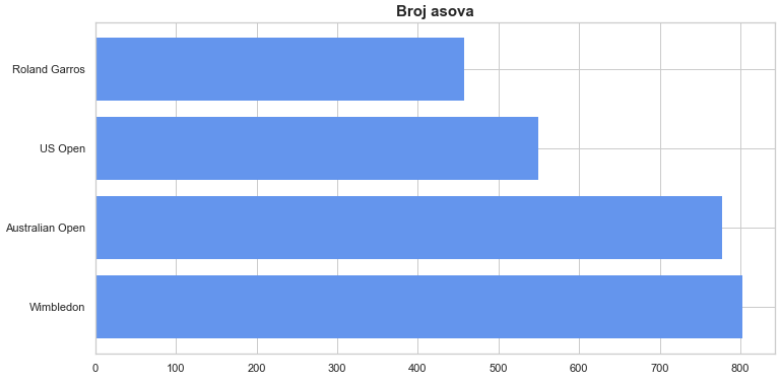 Broj asova
Roland Garros
US Open
Australian Open
Wimbledon
0 100 200 300 400 500 600 700 800